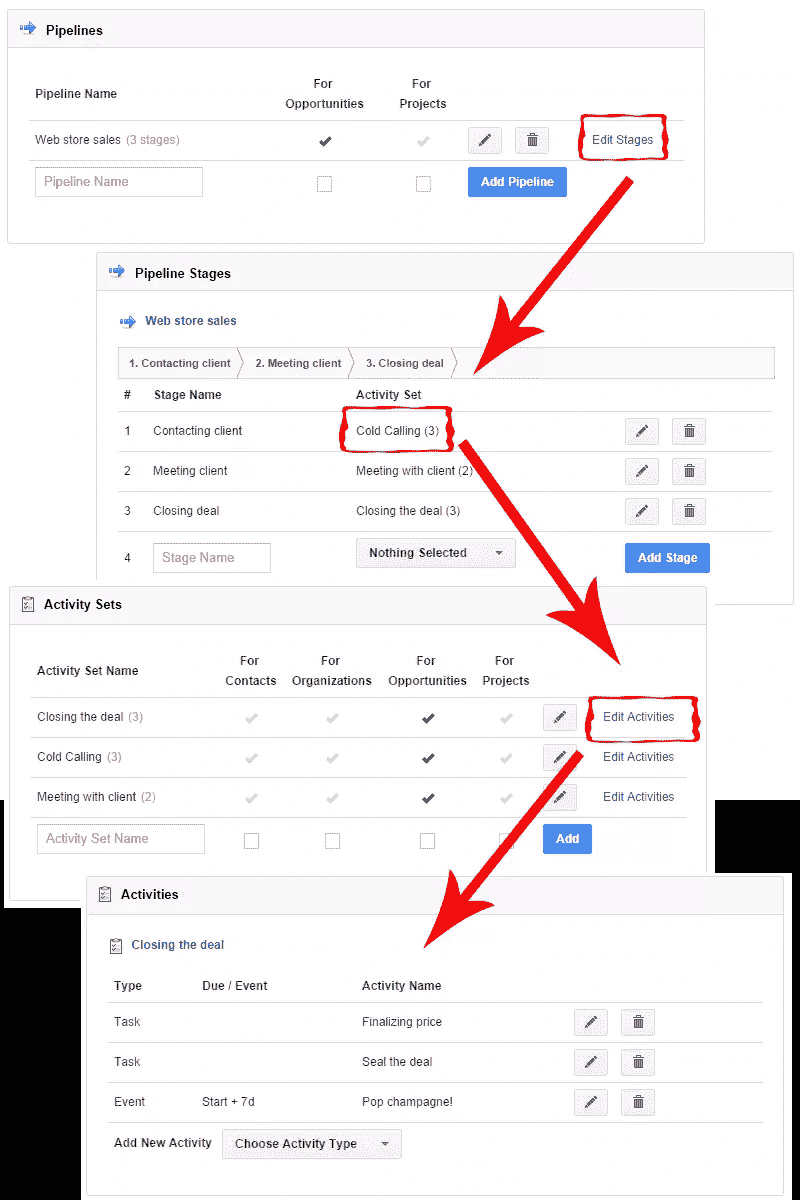 Pipelines
Pipeline Name For Opportunities For Projects
Web store sales (3 stages) Edit Stages
Pipeline Name Add Pipeline
Pipeline Stages
Web store sales
1. Contacting client 2. Meeting client 3. Closing deal
# Stage Name Activity Set
1 Contacting client Cold Calling (3)
2 Meeting client Meeting with client (2)
3 Closing deal Closing the deal (3)
4 Stage Name Nothing Selected Add Stage
Activity Sets
Activity Set Name For Contacts For Organizations For Opportunities For Projects
Closing the deal (3) Edit Activities
Cold Calling (3) Edit Activities
Meeting with client (2) Edit Activities
Activity Set Name Add
Activities
Closing the deal
Type Due / Event Activity Name
Task Finalizing price
Task Seal the deal
Event Start + 7d Pop champagne!
Add New Activity Choose Activity Type